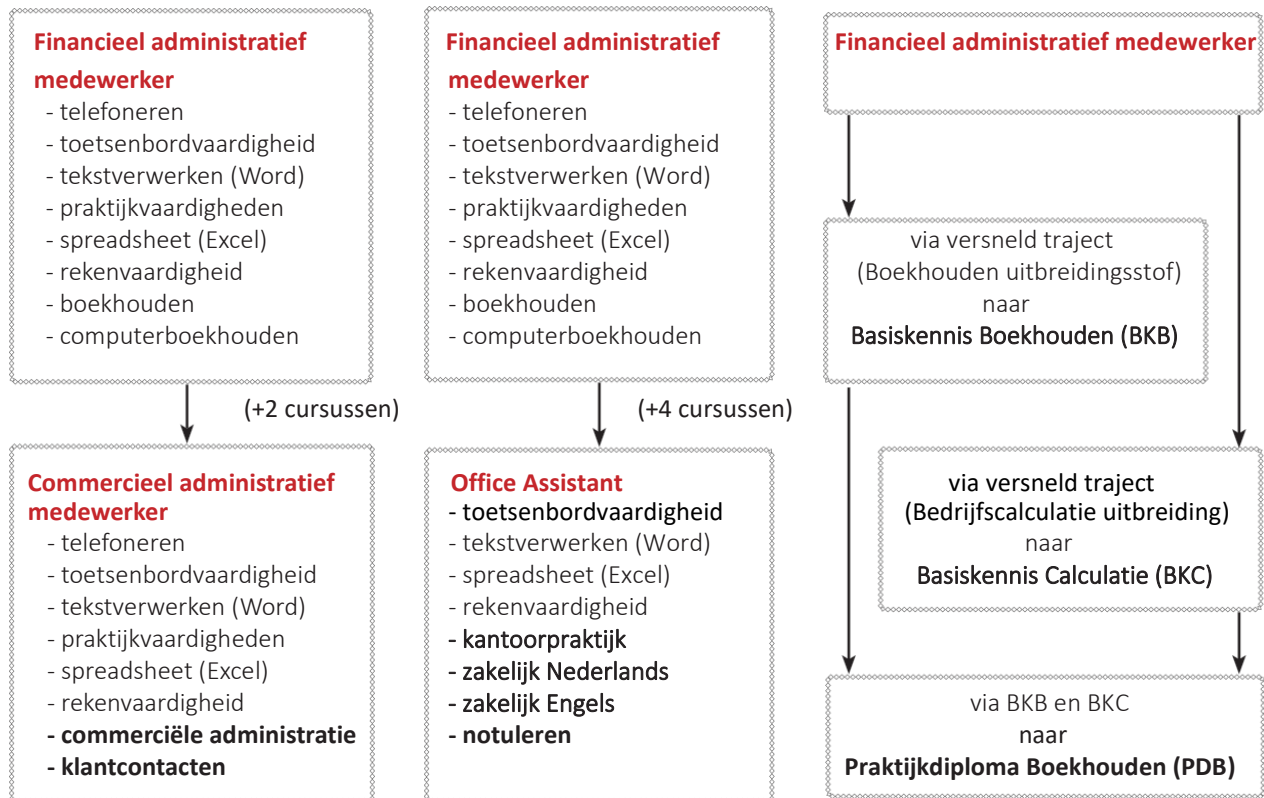 Financieel administratief
medewerker
- telefoneren
- toetsenbordvaardigheid
- tekstverwerken (Word)
- praktijkvaardigheden
- spreadsheet (Excel)
- rekenvaardigheid
- boekhouden
- computerboekhouden
(+2 cursussen)
Commercieel administratief
medewerker
- telefoneren
- toetsenbordvaardigheid
- tekstverwerken (Word)
- praktijkvaardigheden
- spreadsheet (Excel)
- rekenvaardigheid
- commerciële administratie
- klantcontacten
Financieel administratief
medewerker
- telefoneren
- toetsenbordvaardigheid
- tekstverwerken (Word)
- praktijkvaardigheden
- spreadsheet (Excel)
- rekenvaardigheid
- boekhouden
- computerboekhouden
(+4 cursussen)
Office Assistant
- toetsenbordvaardigheid
- tekstverwerken (Word)
- spreadsheet (Excel)
- rekenvaardigheid
- kantoorpraktijk
- zakelijk Nederlands
- zakelijk Engels
- notuleren
Financieel administratief medewerker
via versneld traject
(Boekhouden uitbreidingsstof)
naar
Basiskennis Boekhouden (BKB)
via versneld traject
(Bedrijfscalculatie uitbreiding)
naar
Basiskennis Calculatie (BKC)
via BKB en BKC
naar
Praktijkdiploma Boekhouden (PDB)